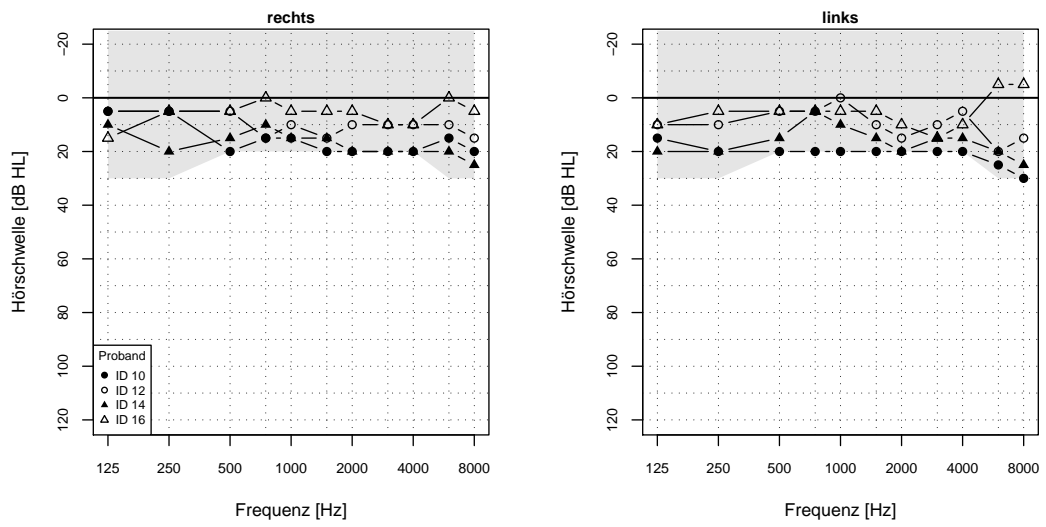 rechts
−20
0
20
40
60
80
100
120
Hörschwelle [dB HL]
Proband
ID 10
ID 12
ID 14
ID 16
125
250
500
1000
2000
4000
8000
Frequenz [Hz]
links
−20
0
20
40
60
80
100
120
Hörschwelle [dB HL]
125
250
500
1000
2000
4000
8000
Frequenz [Hz]